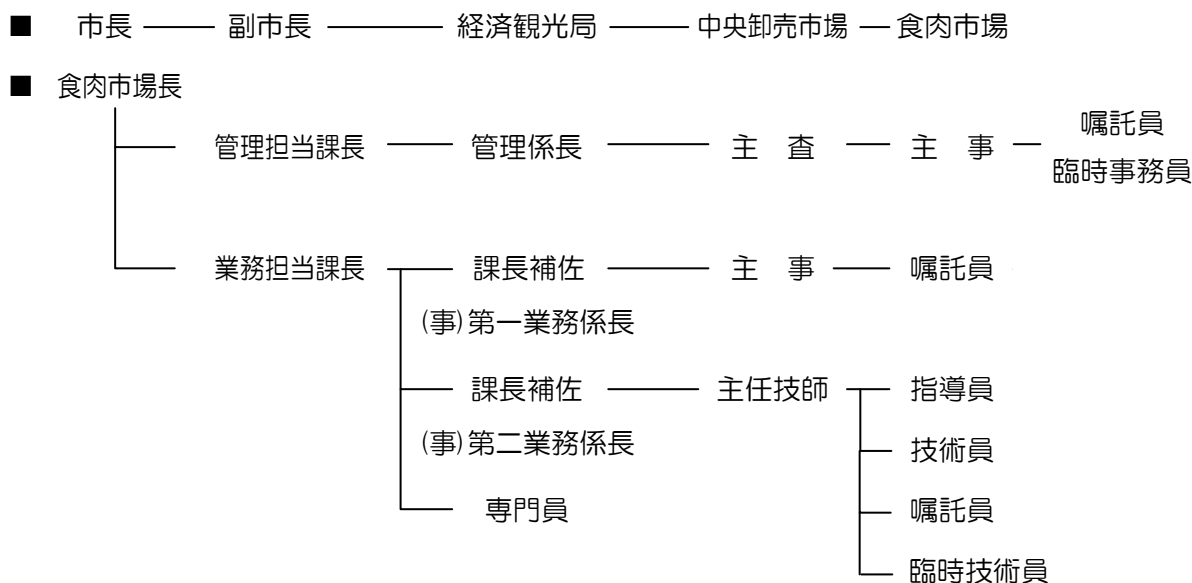 ■ 市長 副市長 経済観光局 中央卸売市場 食肉市場
■ 食肉市場長
管理担当課長 管理係長 主 査 主 事 嘱託員
臨時事務員
業務担当課長 課長補佐 主 事 嘱託員
(事)第一業務係長
課長補佐 主任技師 指導員
(事)第二業務係長 技術員
専門員 嘱託員
臨時技術員